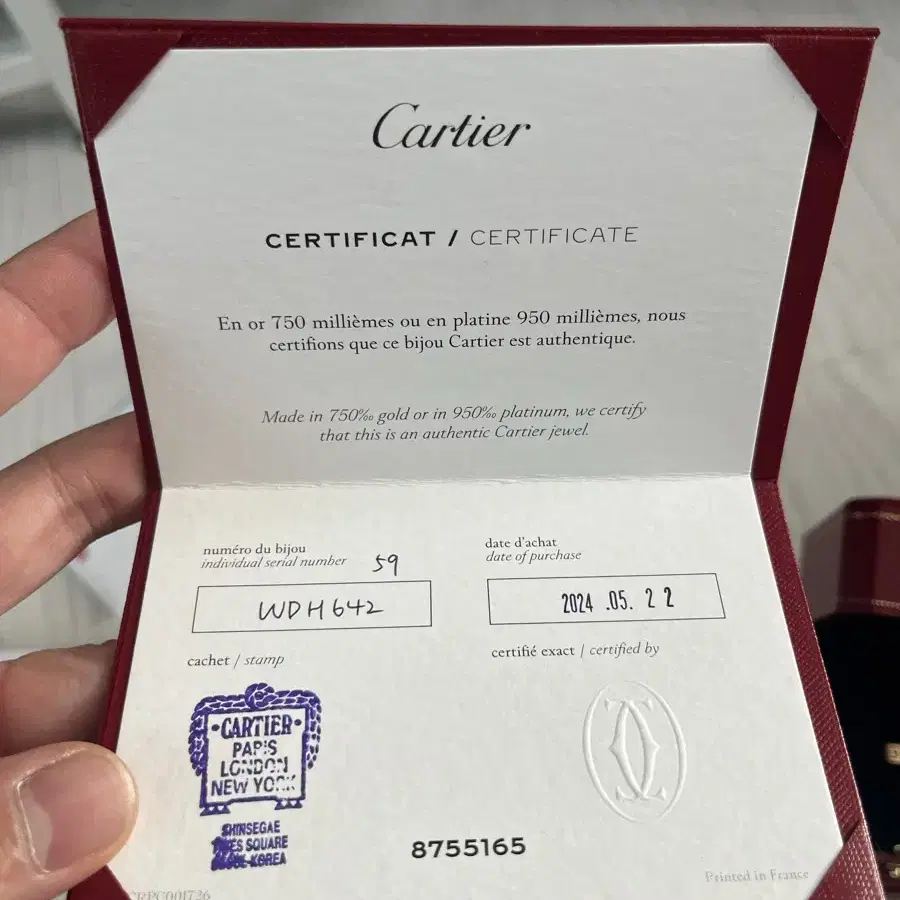 Cartier
CERTIFICAT / CERTIFICATE
En or 750 millièmes ou en platine 950 millièmes, nous
certifions que ce bijou Cartier est authentique.
Made in 750‰ gold or in 950‰ platinum, we certify
that this is an authentic Cartier jewel.
numéro du bijou
individual serial number 59
WDH642
date d'achat
date of purchase
2024 .05. 2 2
cachet / stamp
certifié exact / certified by
·CARTIER·
PARIS
LONDON
NEW YORK
SHINSEGAE
SQUARE
KOREA
8755165
Printed in France